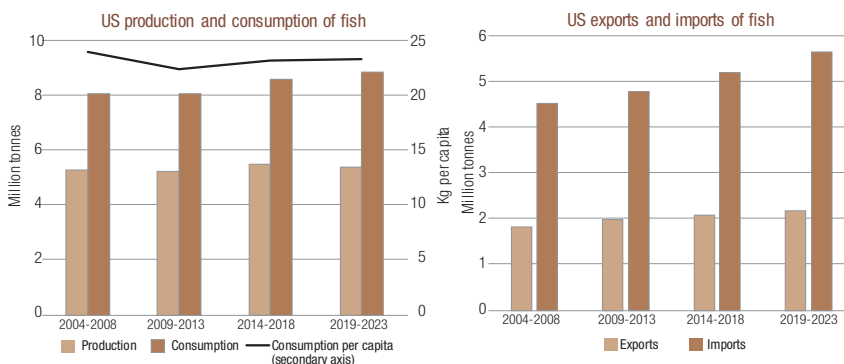 US production and consumption of fish
Million tonnes
10
8
6
4
2
0
25
20
15
10
5
0
Kg per capita
2004-2008
2009-2013
2014-2018
2019-2023
Production
Consumption
Consumption per capita
(secondary axis)
US exports and imports of fish
Million tonnes
6
5
4
3
2
1
0
2004-2008
2009-2013
2014-2018
2019-2023
Exports
Imports